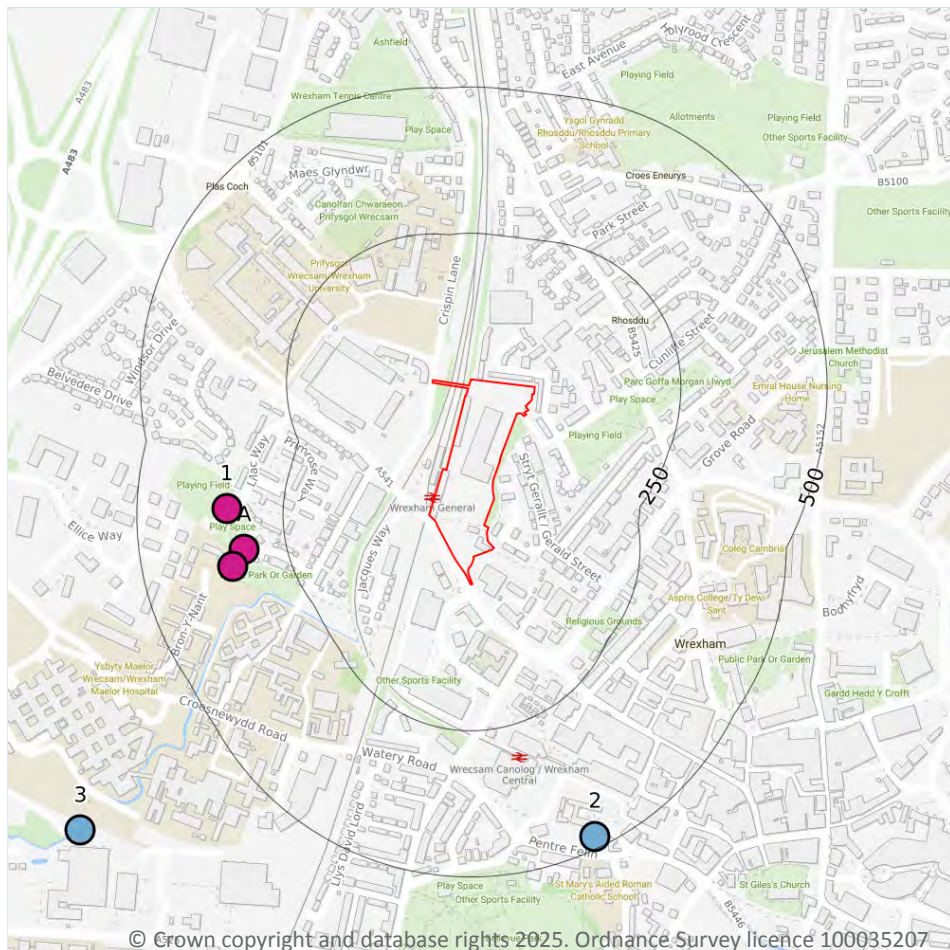 Ashfield
Holyrood Crescent
East Avenue
Playing Field
A483
Wrexham Tennis Centre
Allotments
Playing Field
Play Space
Ysgol Gynradd
Rhosddu/Rhosddu Primary
School
Other Sports Facility
A483
B5101
Maes Glyndwr
Croes Eneurys
B5100
Plas Coch
Canolfan Chwaraeon
Prifysgol Wrecsam
Park Street
Other Sports Facility
Prifysgol
Wrecsam/Wrexham
University
Crispin Lane
Rhosddu
B5425
Cunliffe Street
Windsor Drive
Jerusalem Methodist
Church
Belvedere Drive
Parc Goffa Morgan Llwyd
Play Space
Emral House Nursing
Home
Playing Field
Grove Road
A5152
Lilac Way
Primrose Way
A541
Stryt Gerallt / Gerald Street
250
500
1
Playing Field
Wrexham General
A
Play Space
Ellice Way
Jacques Way
Coleg Cambria
Park Or Garden
Aspris College/Ty Dewi
Sant
Bodhyfryd
Bron-Y-Nant
Religious Grounds
Wrexham
Public Park Or Garden
Ysbyty Maelor
Wrecsam/Wrexham
Maelor Hospital
Other Sports Facility
Gardd Hedd Y Crofft
Croesnewydd Road
Watery Road
Wrecsam Canolog / Wrexham
Central
3
2
Llys David Lord
Pentre Felin
Play Space
Other Sports Facility
St Mary's Aided Roman
Catholic School
St Giles's Church
B5446
A525
© Crown copyright and database rights 2025. Ordnance Survey licence 100035207